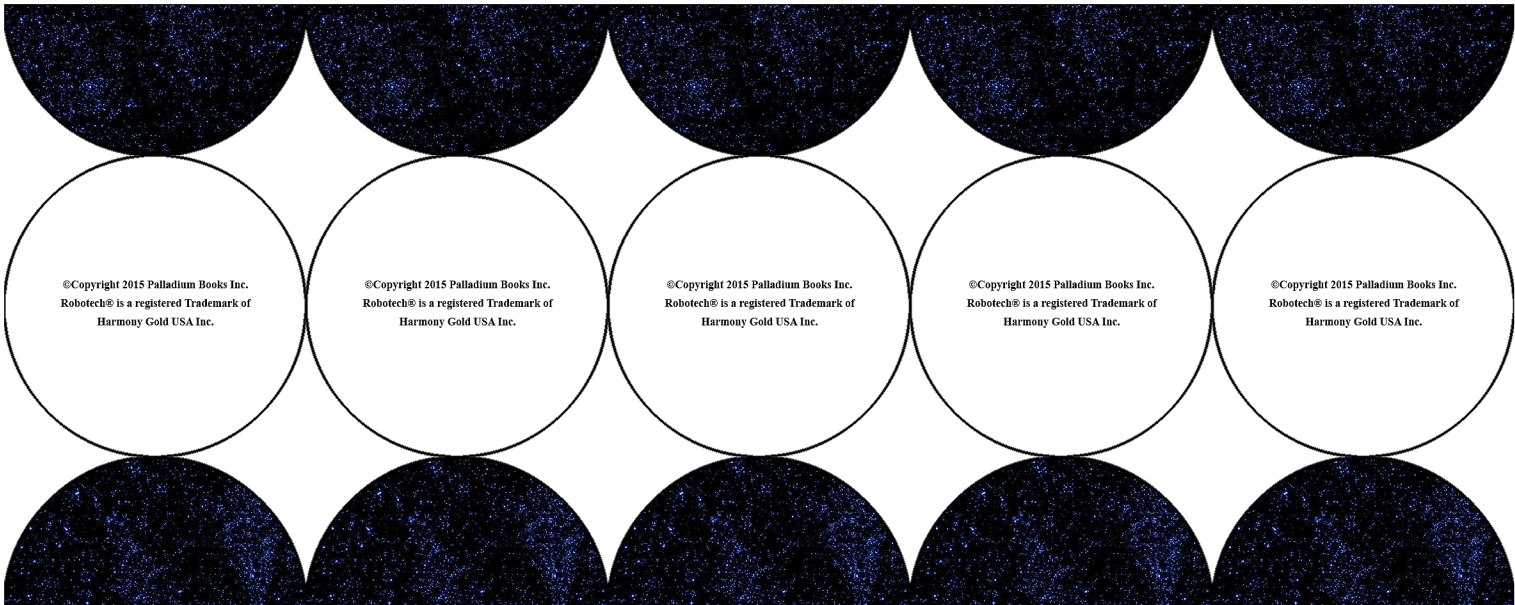 ©Copyright 2015 Palladium Books Inc.
Robotech® is a registered Trademark of
Harmony Gold USA Inc.
©Copyright 2015 Palladium Books Inc.
Robotech® is a registered Trademark of
Harmony Gold USA Inc.
©Copyright 2015 Palladium Books Inc.
Robotech® is a registered Trademark of
Harmony Gold USA Inc.
©Copyright 2015 Palladium Books Inc.
Robotech® is a registered Trademark of
Harmony Gold USA Inc.
©Copyright 2015 Palladium Books Inc.
Robotech® is a registered Trademark of
Harmony Gold USA Inc.